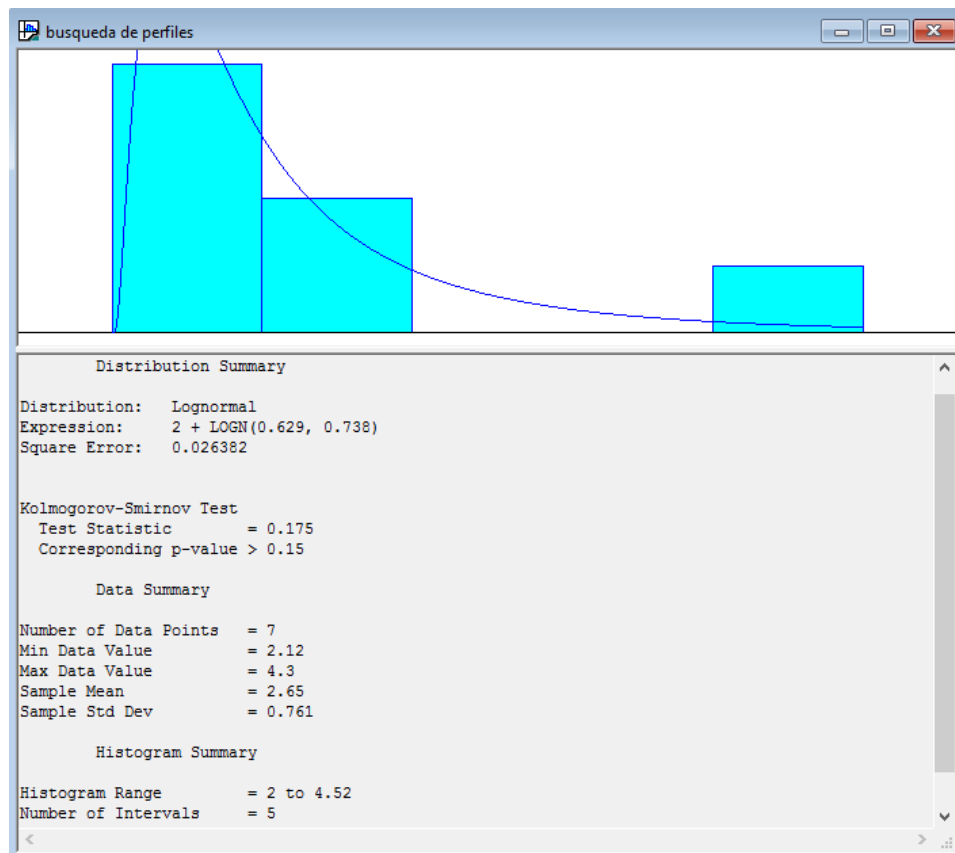 busqueda de perfiles
Distribution Summary
Distribution: Lognormal
Expression: 2 + LOGN(0.629, 0.738)
Square Error: 0.026382
Kolmogorov-Smirnov Test
Test Statistic = 0.175
Corresponding p-value > 0.15
Data Summary
Number of Data Points = 7
Min Data Value = 2.12
Max Data Value = 4.3
Sample Mean = 2.65
Sample Std Dev = 0.761
Histogram Summary
Histogram Range = 2 to 4.52
Number of Intervals = 5